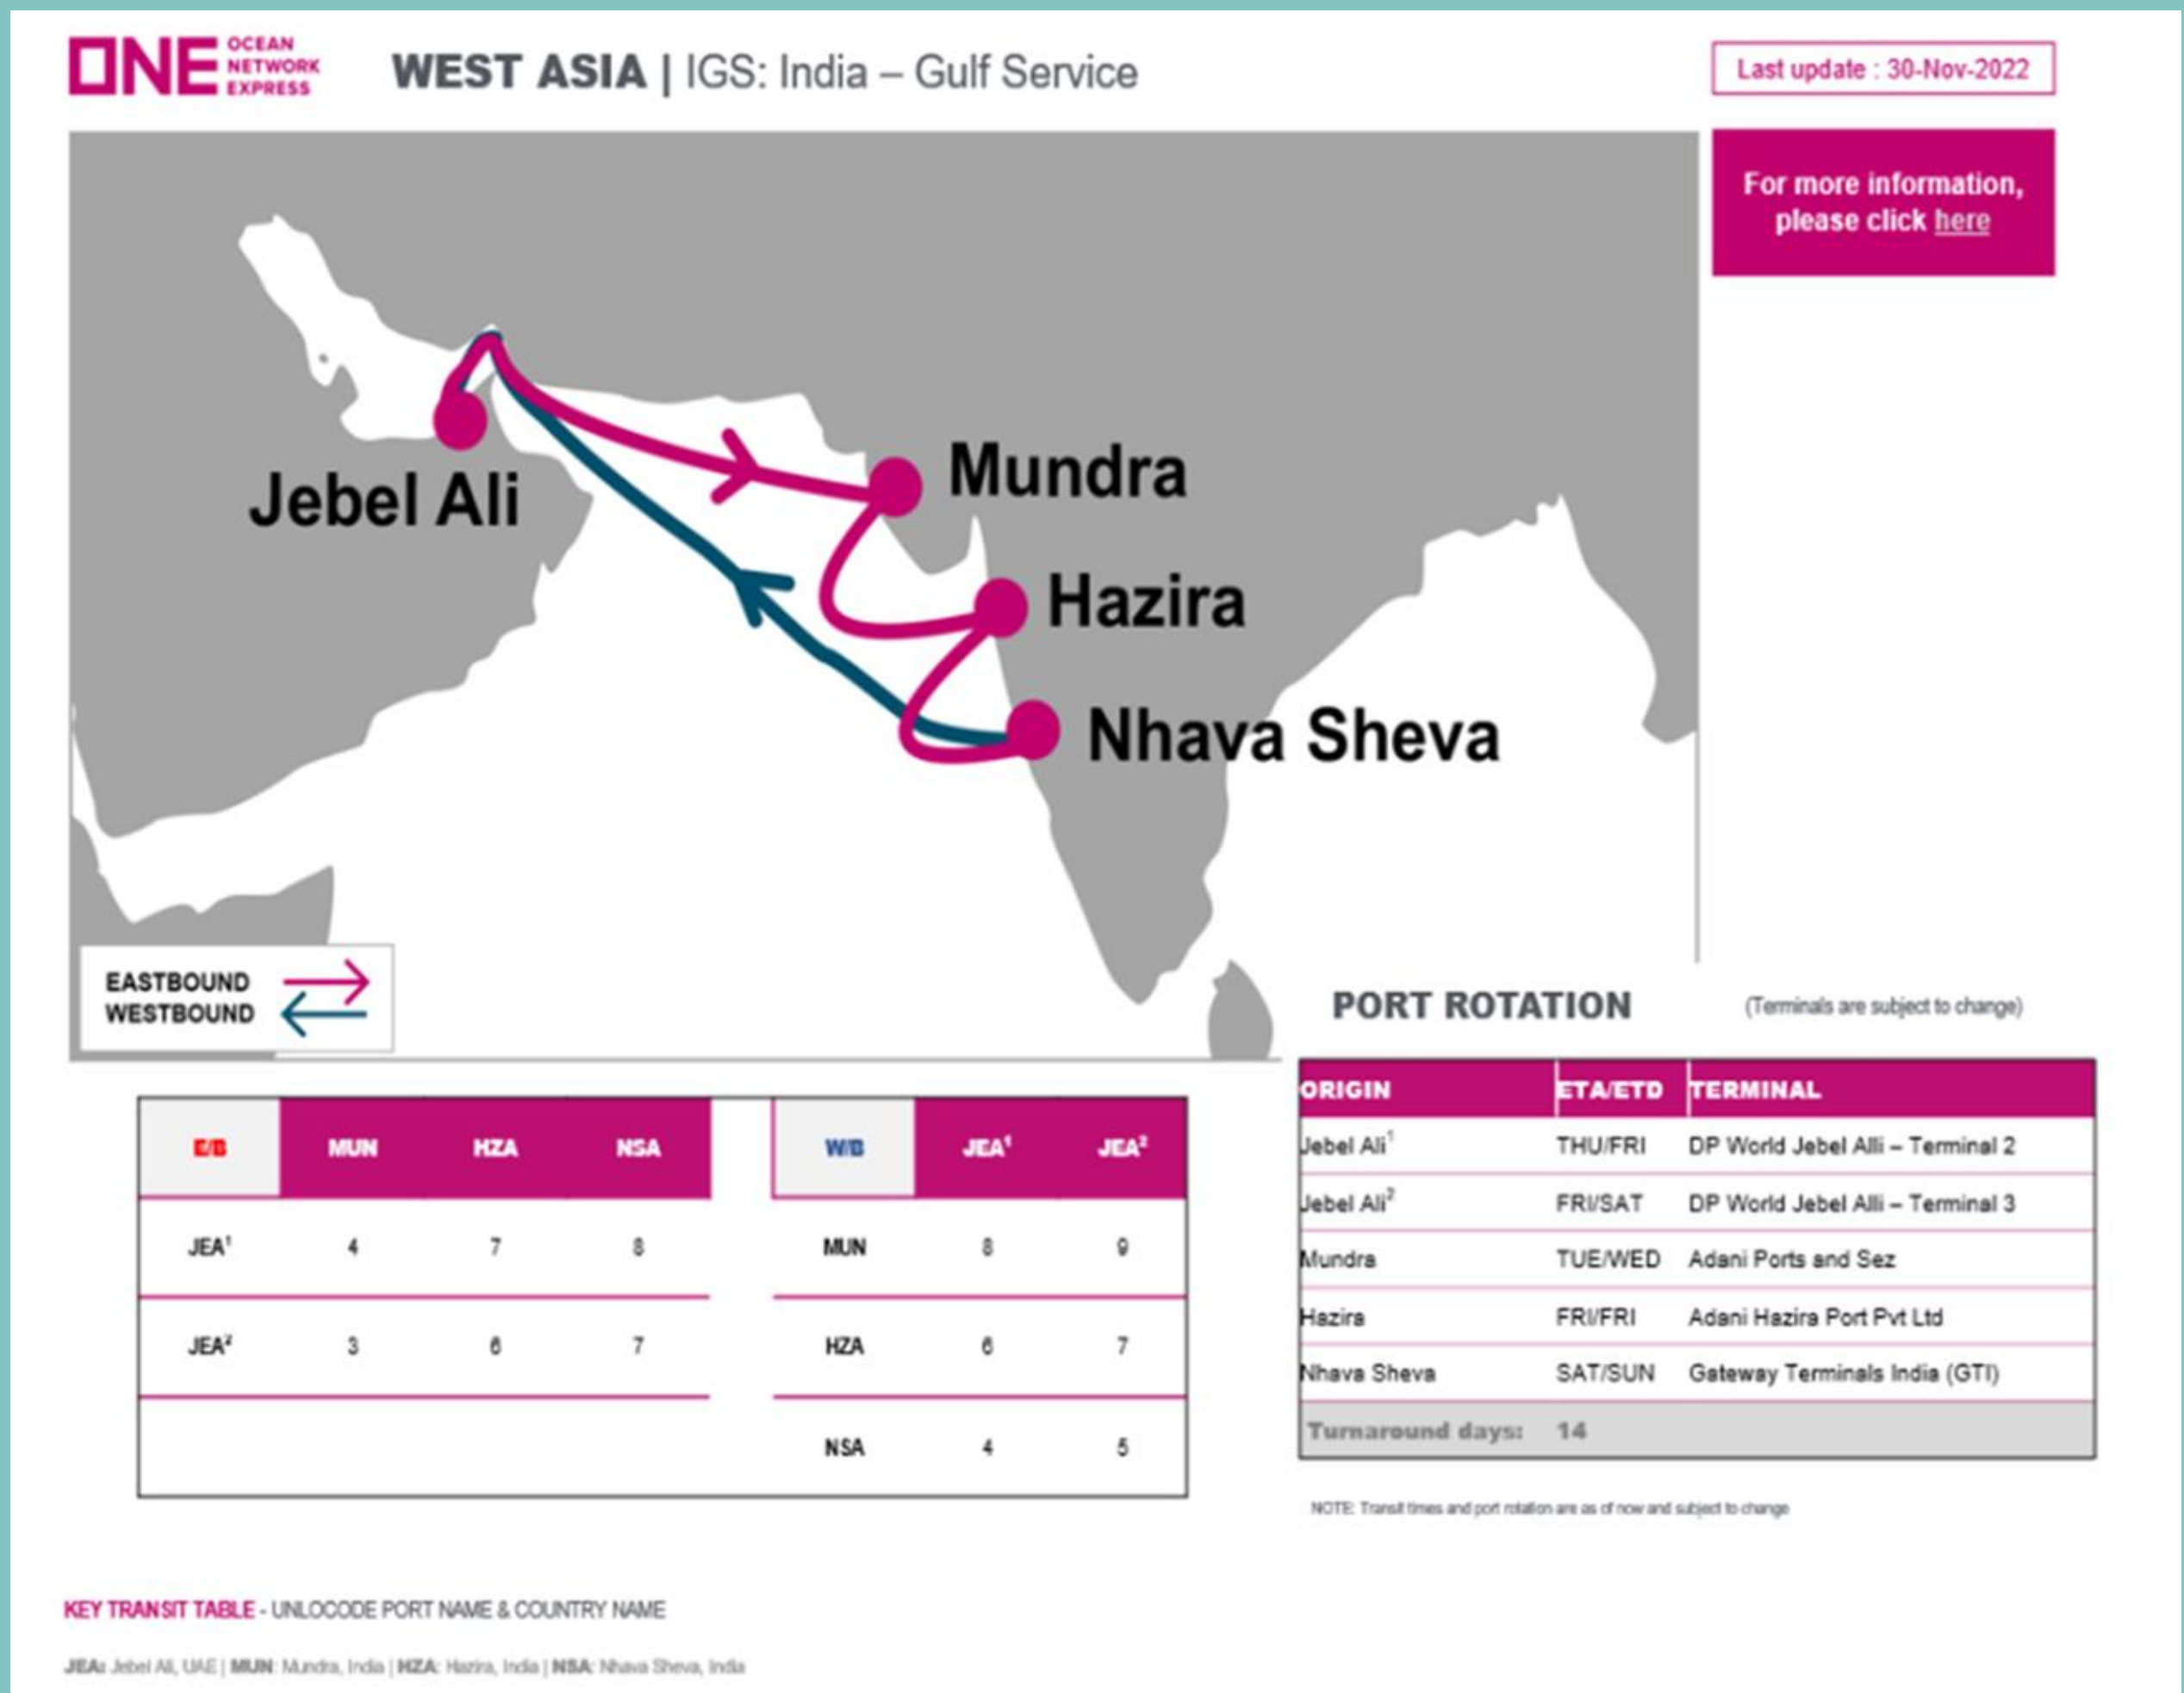 ONE OCEAN
NETWORK
EXPRESS
WEST ASIA | IGS: India – Gulf Service
Last update : 30-Nov-2022
For more information,
please click here
Jebel Ali
Mundra
Hazira
Nhava Sheva
EASTBOUND
WESTBOUND
PORT ROTATION (Terminals are subject to change)
E/B MUN HZA NSA W/B JEA¹ JEA²
JEA¹ 4 7 8 MUN 8 9
JEA² 3 6 7 HZA 6 7
NSA 4 5
ORIGIN ETA/ETD TERMINAL
Jebel Ali¹ THU/FRI DP World Jebel Alli – Terminal 2
Jebel Ali² FRI/SAT DP World Jebel Alli – Terminal 3
Mundra TUE/WED Adani Ports and Sez
Hazira FRI/FRI Adani Hazira Port Pvt Ltd
Nhava Sheva SAT/SUN Gateway Terminals India (GTI)
Turnaround days: 14
NOTE: Transit times and port rotation are as of now and subject to change
KEY TRANSIT TABLE - UNLOCODE PORT NAME & COUNTRY NAME
JEA: Jebel Ali, UAE | MUN: Mundra, India | HZA: Hazira, India | NSA: Nhava Sheva, India